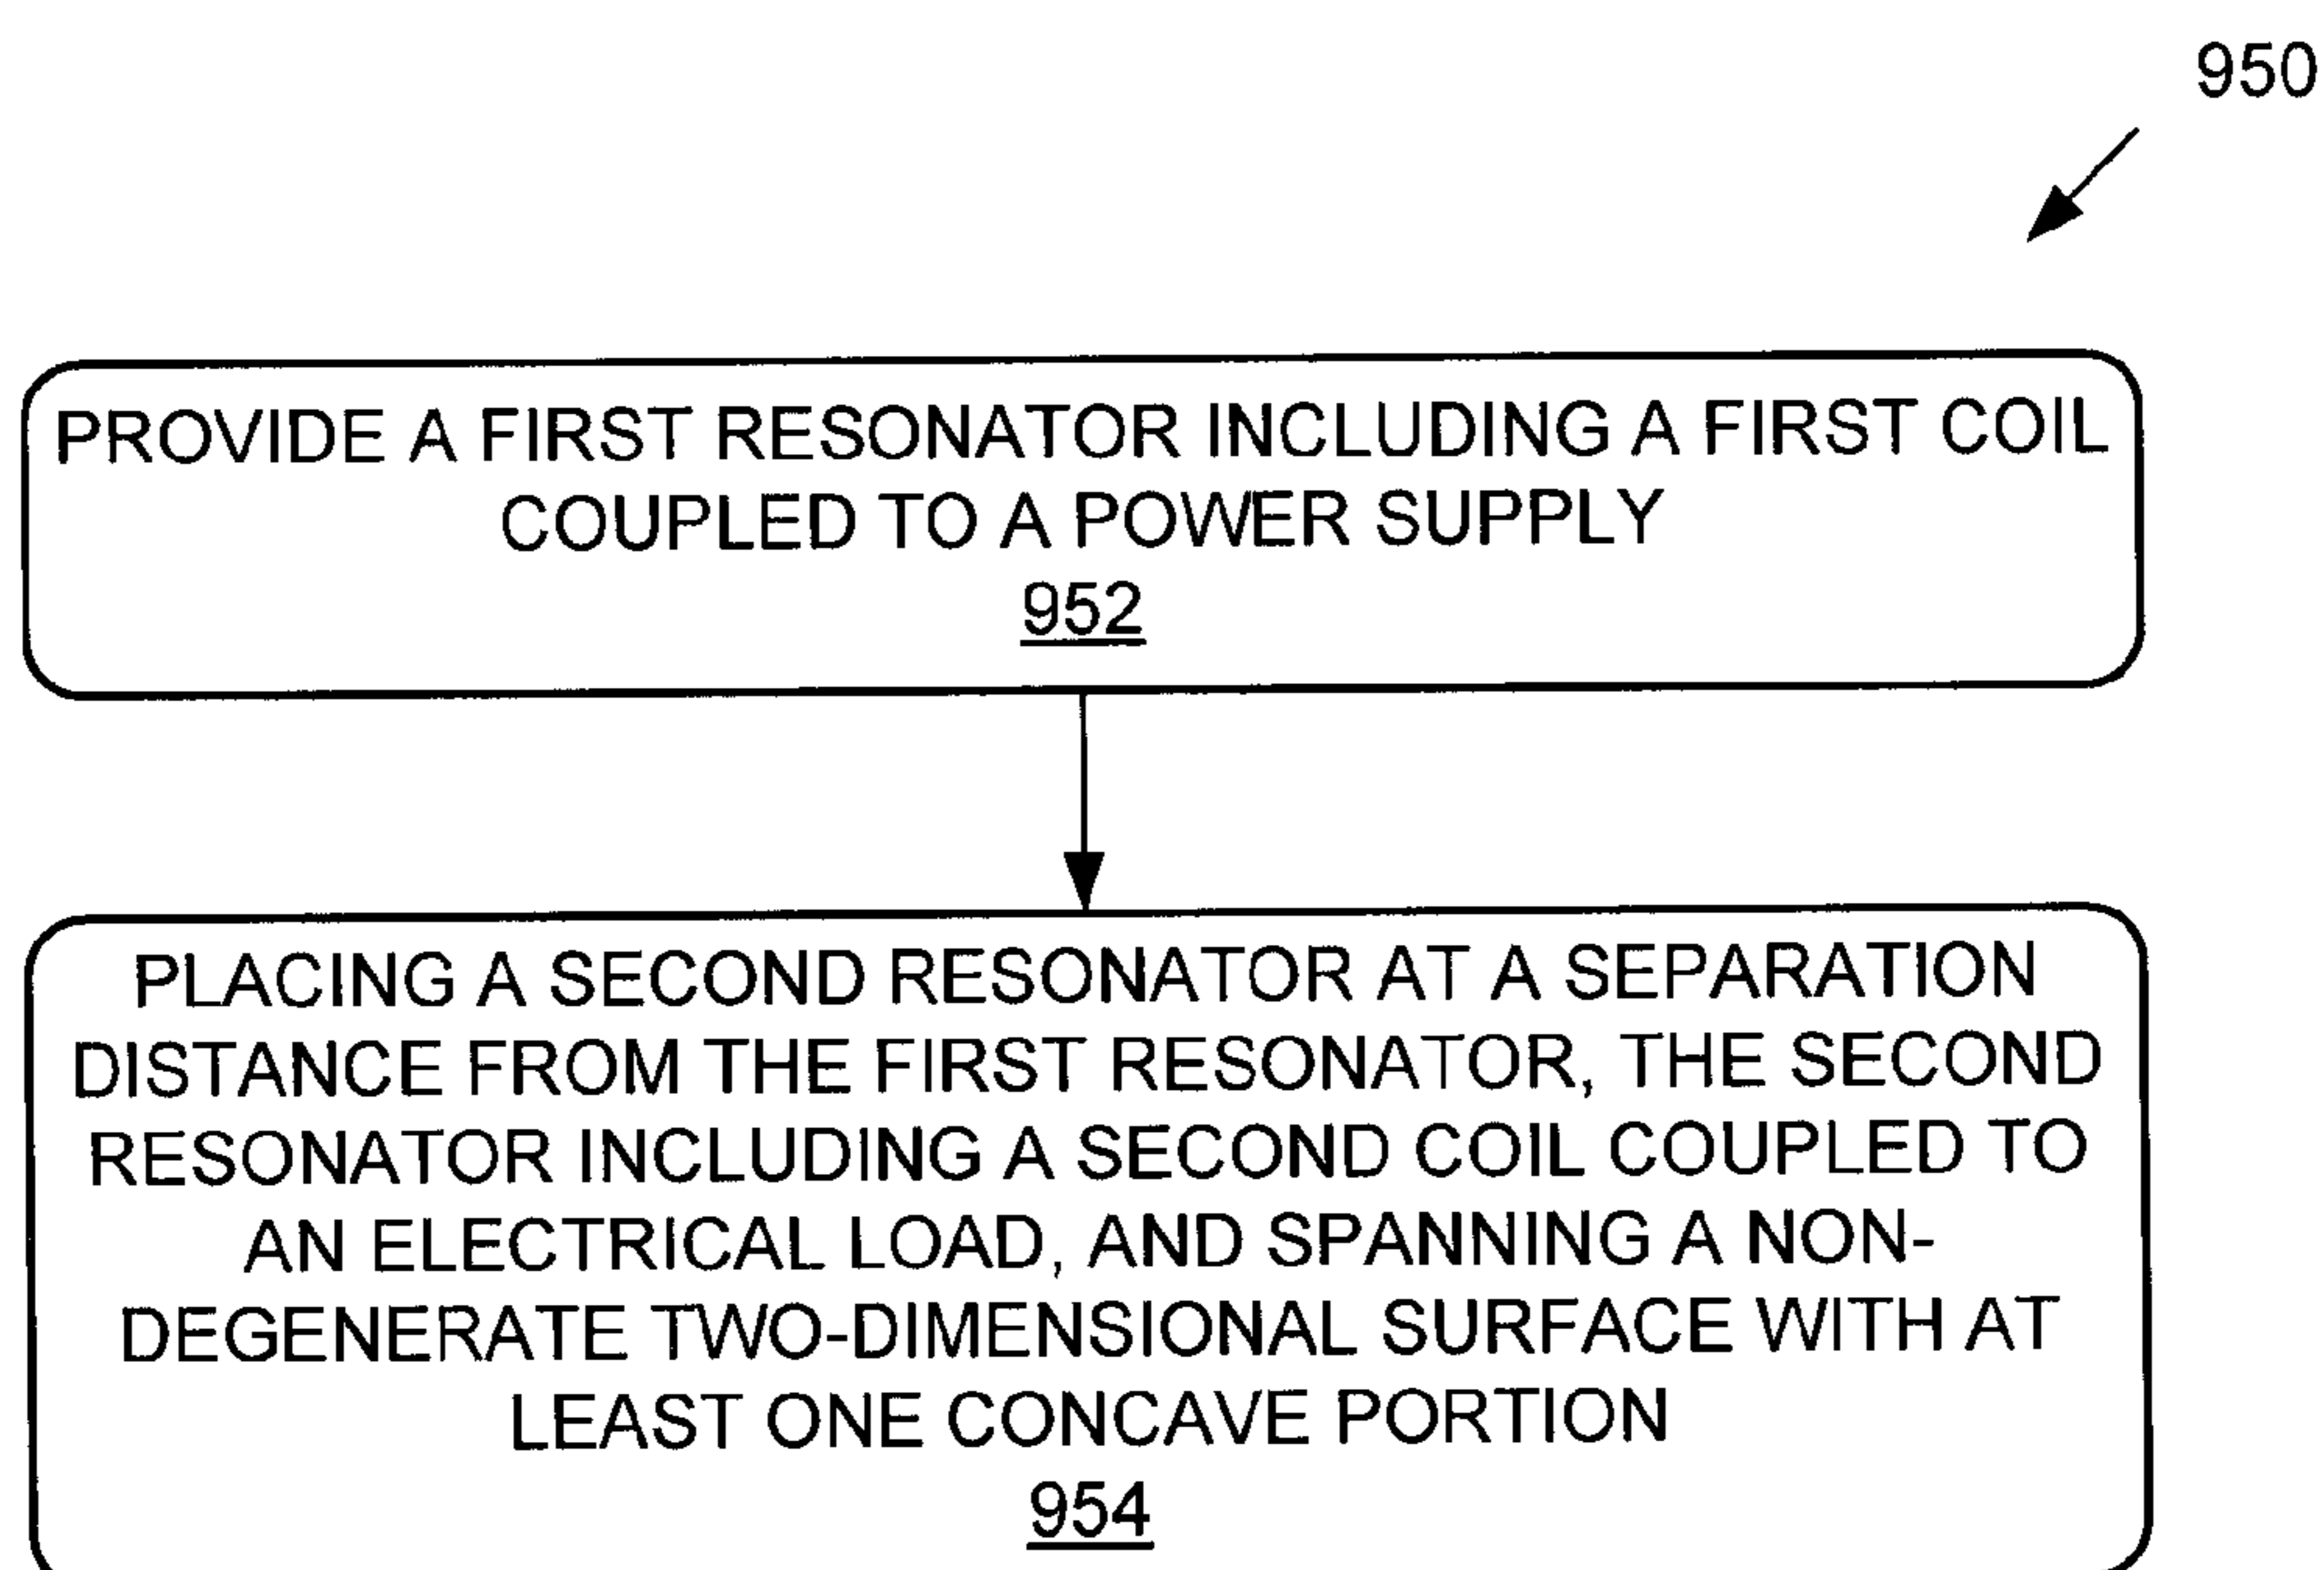 950
PROVIDE A FIRST RESONATOR INCLUDING A FIRST COIL
COUPLED TO A POWER SUPPLY
952
PLACING A SECOND RESONATOR AT A SEPARATION
DISTANCE FROM THE FIRST RESONATOR, THE SECOND
RESONATOR INCLUDING A SECOND COIL COUPLED TO
AN ELECTRICAL LOAD, AND SPANNING A NON-
DEGENERATE TWO-DIMENSIONAL SURFACE WITH AT
LEAST ONE CONCAVE PORTION
954